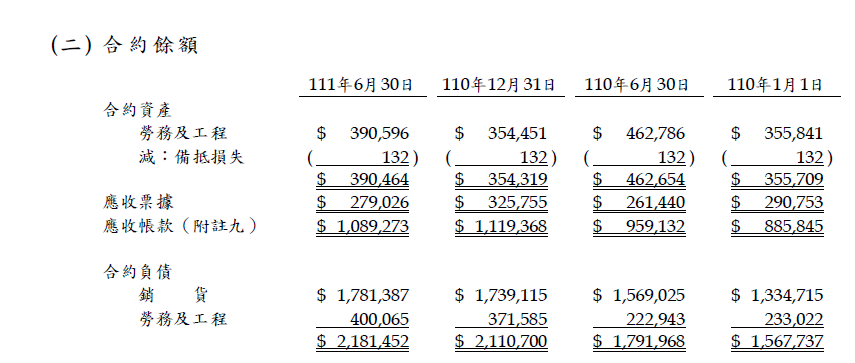 (二) 合約餘額
111年6月30日 110年12月31日 110年6月30日 110年1月1日
合約資產
勞務及工程 $ 390,596 $ 354,451 $ 462,786 $ 355,841
減：備抵損失 ( 132 ) ( 132 ) ( 132 ) ( 132 )
$ 390,464 $ 354,319 $ 462,654 $ 355,709
應收票據 $ 279,026 $ 325,755 $ 261,440 $ 290,753
應收帳款（附註九） $ 1,089,273 $ 1,119,368 $ 959,132 $ 885,845
合約負債
銷 貨 $ 1,781,387 $ 1,739,115 $ 1,569,025 $ 1,334,715
勞務及工程 400,065 371,585 222,943 233,022
$ 2,181,452 $ 2,110,700 $ 1,791,968 $ 1,567,737